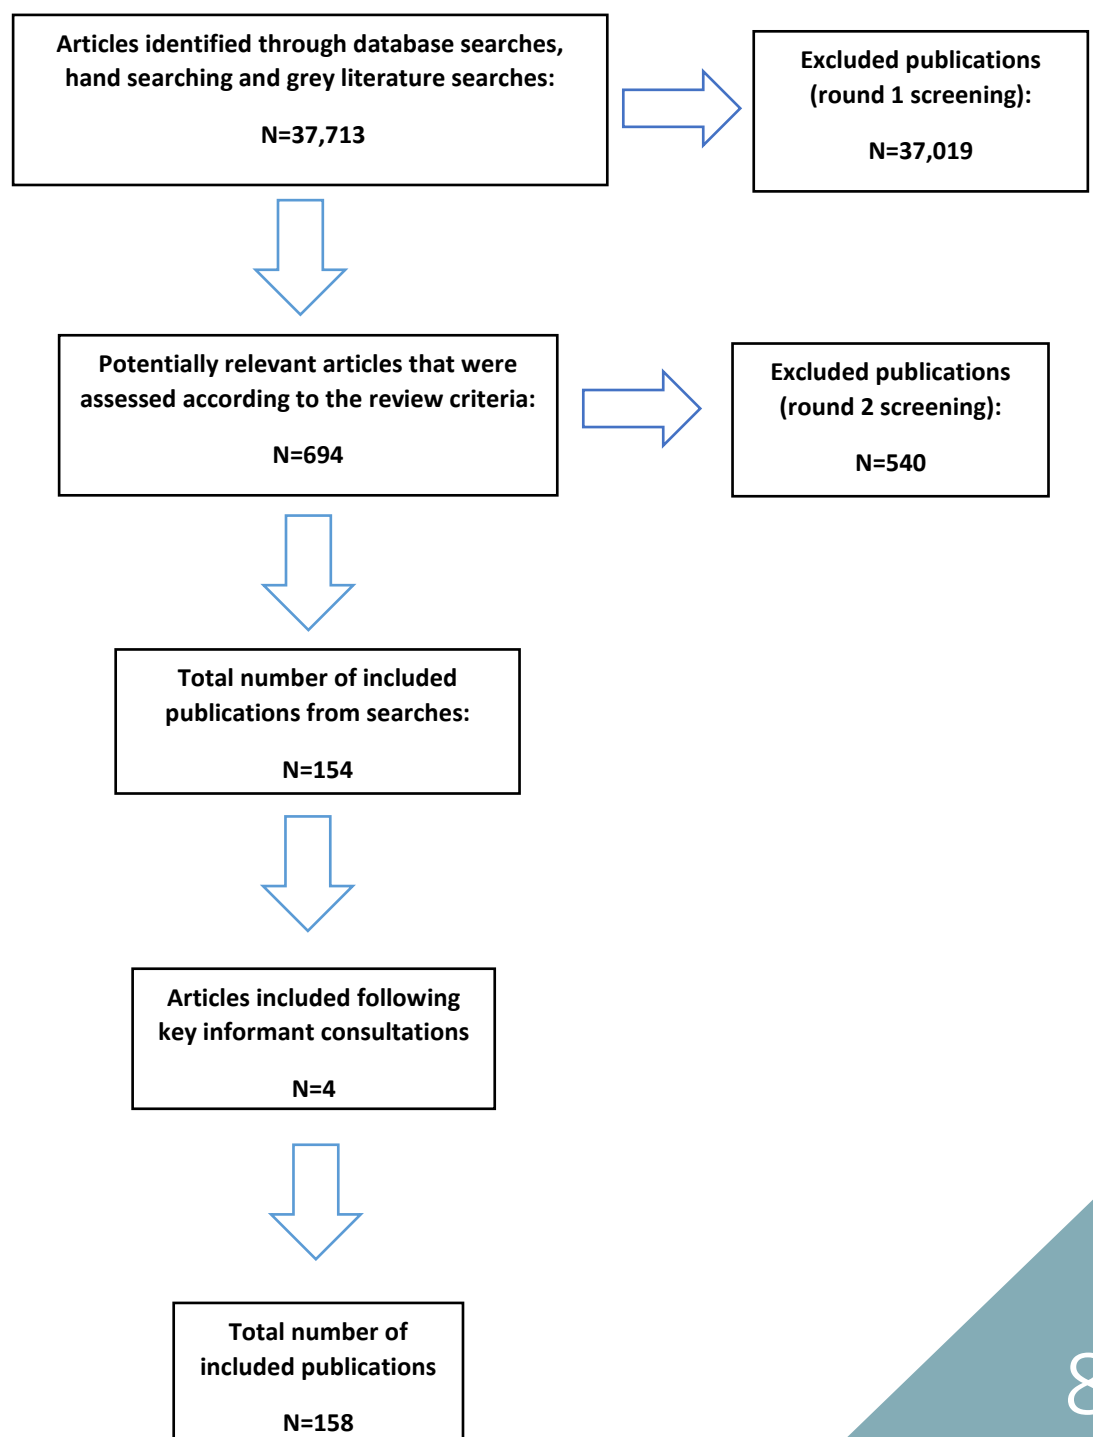 Articles identified through database searches,
hand searching and grey literature searches:
N=37,713
Excluded publications
(round 1 screening):
N=37,019
Potentially relevant articles that were
assessed according to the review criteria:
N=694
Excluded publications
(round 2 screening):
N=540
Total number of included
publications from searches:
N=154
Articles included following
key informant consultations
N=4
Total number of
included publications
N=158
8